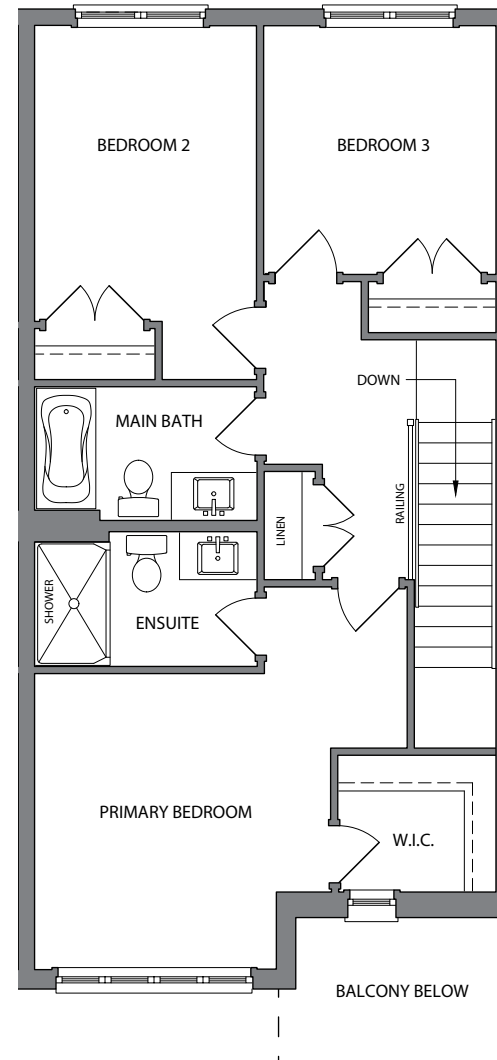 BEDROOM 2
BEDROOM 3
DOWN
MAIN BATH
RAILING
LINEN
SHOWER
ENSUITE
PRIMARY BEDROOM
W.I.C.
BALCONY BELOW